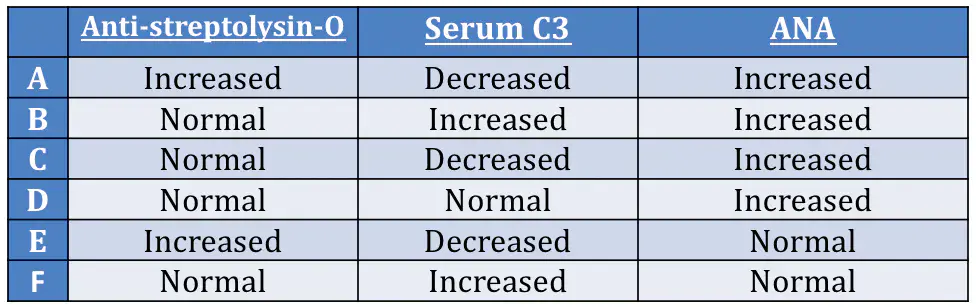 Anti-streptolysin-O Serum C3 ANA
A Increased Decreased Increased
B Normal Increased Increased
C Normal Decreased Increased
D Normal Normal Increased
E Increased Decreased Normal
F Normal Increased Normal